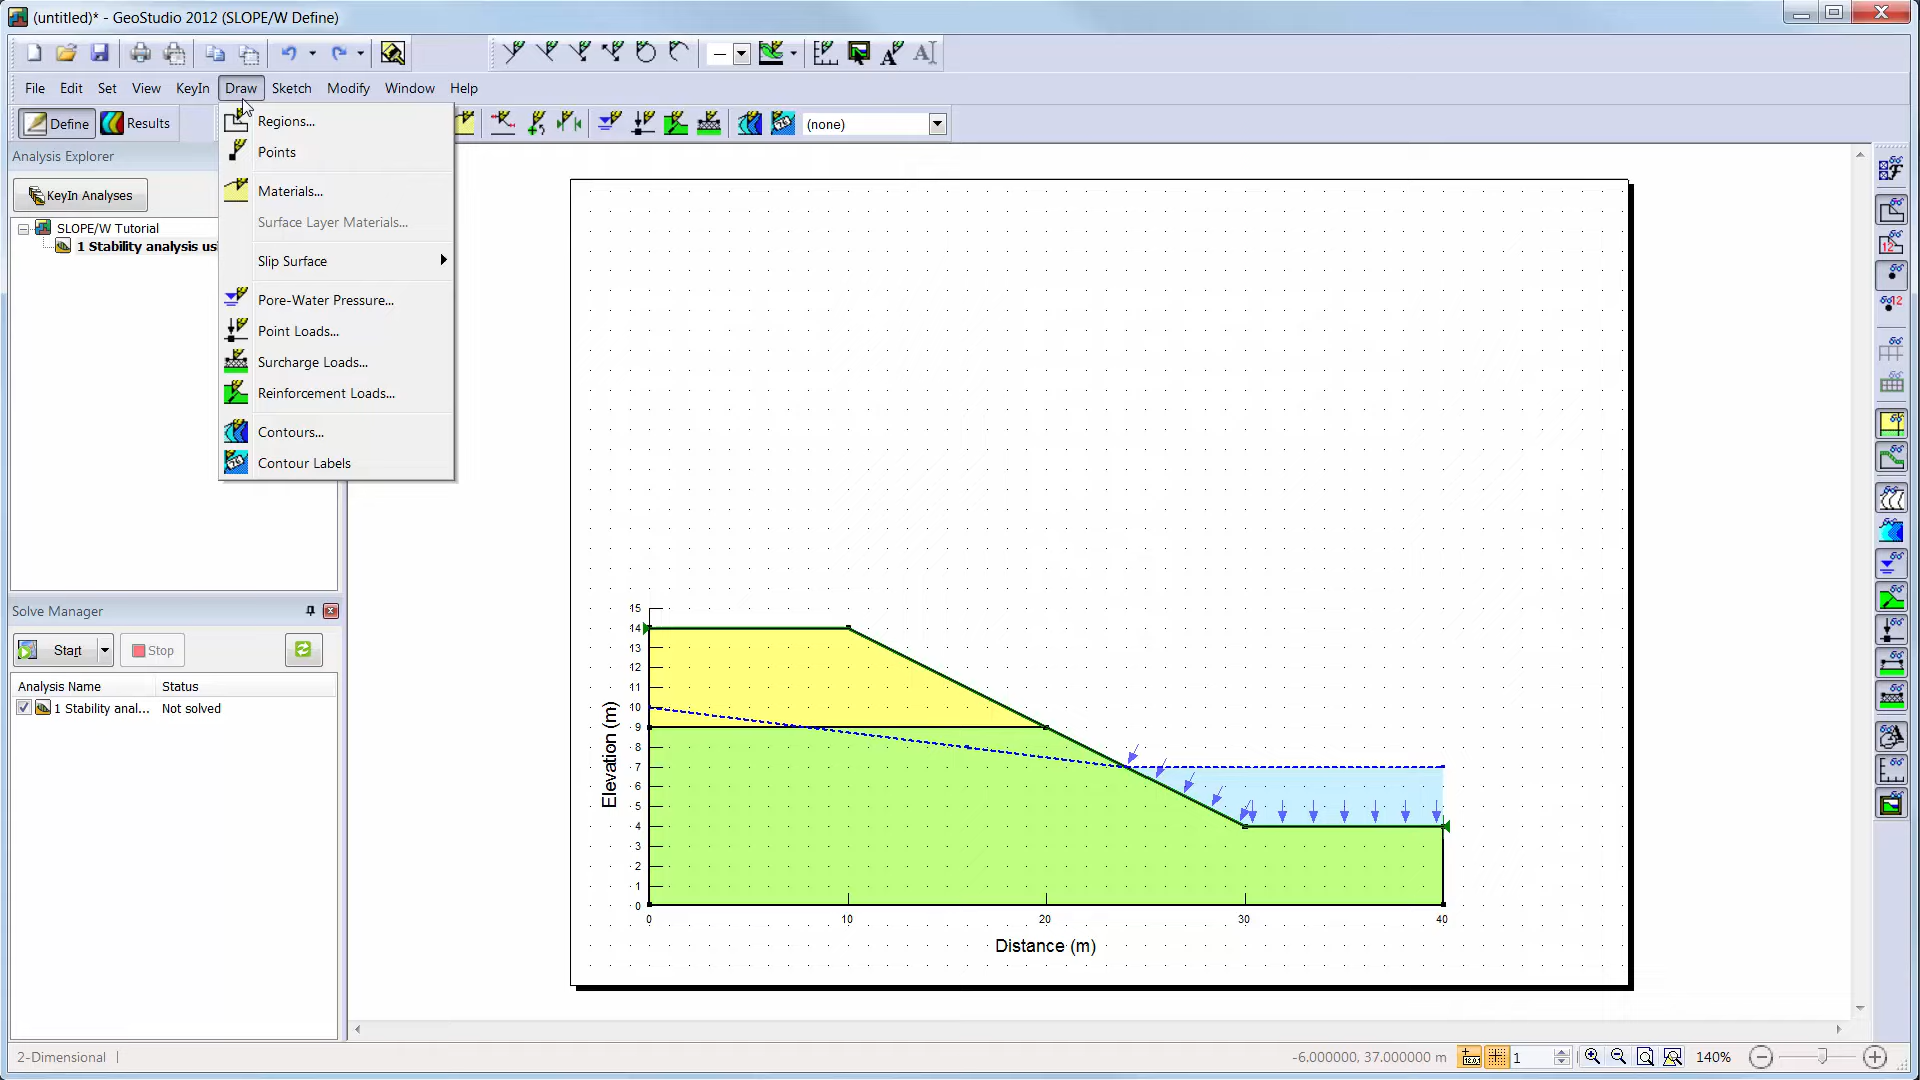 (untitled)* - GeoStudio 2012 (SLOPE/W Define)
File Edit Set View KeyIn Draw Sketch Modify Window Help
Define Results
(none)
Analysis Explorer
KeyIn Analyses
SLOPE/W Tutorial
1 Stability analysis usi
Regions...
Points
Materials...
Surface Layer Materials...
Slip Surface
Pore-Water Pressure...
Point Loads...
Surcharge Loads...
Reinforcement Loads...
Contours...
Contour Labels
Solve Manager
Start Stop
Analysis Name Status
1 Stability anal... Not solved
15
14
13
12
11
10
9
8
7
6
5
4
3
2
1
0
Elevation (m)
0 10 20 30 40
Distance (m)
2-Dimensional
-6.000000, 37.000000 m
1
140%